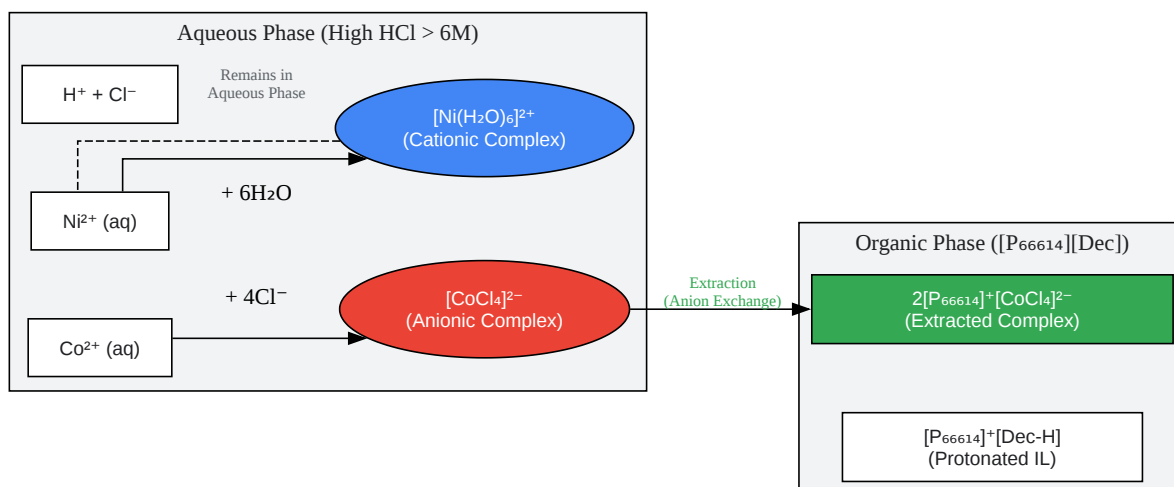 Aqueous Phase (High HCl > 6M)
H⁺ + Cl⁻
Remains in
Aqueous Phase
[Ni(H₂O)₆]²⁺
(Cationic Complex)
+ 6H₂O
Ni²⁺ (aq)
+ 4Cl⁻
[CoCl₄]²⁻
(Anionic Complex)
Co²⁺ (aq)
Extraction
(Anion Exchange)
Organic Phase ([P₆₆₆₁₄][Dec])
2[P₆₆₆₁₄]⁺[CoCl₄]²⁻
(Extracted Complex)
[P₆₆₆₁₄]⁺[Dec-H]
(Protonated IL)